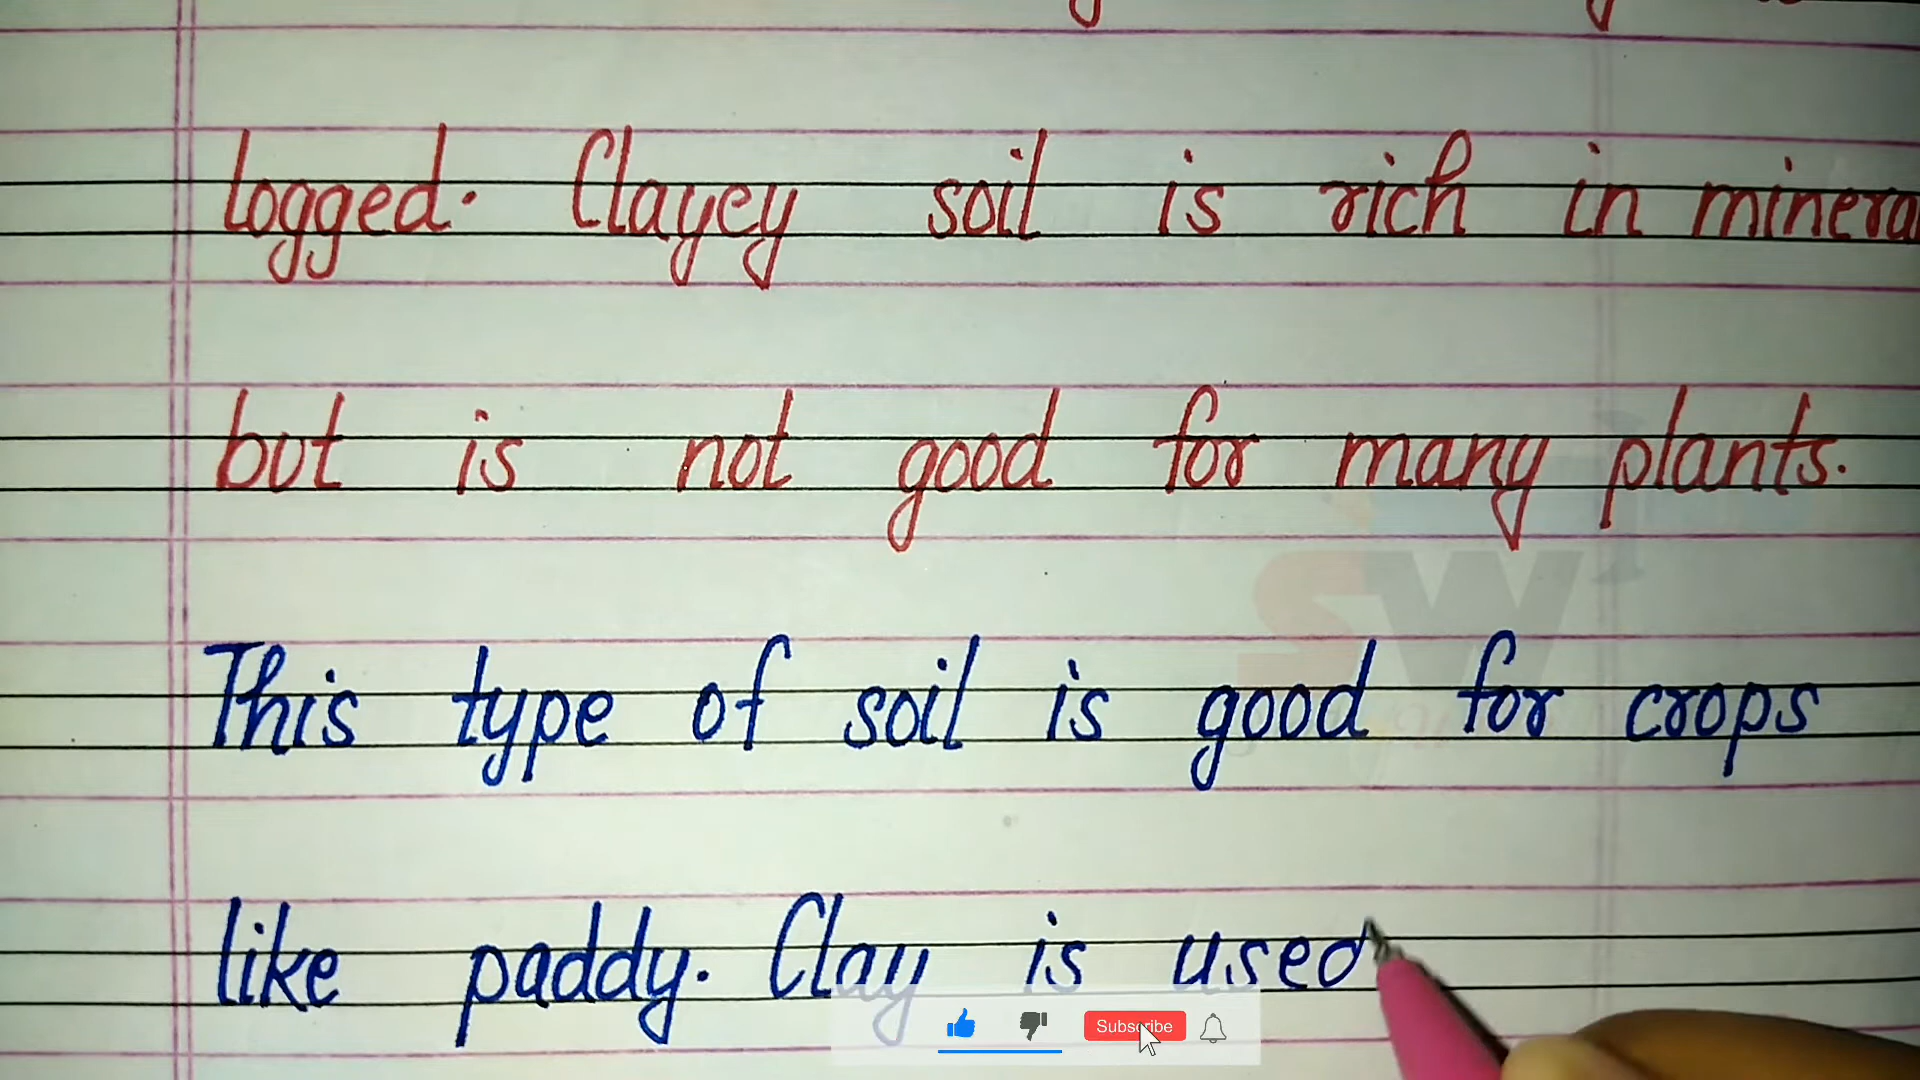 logged. Clayey soil is rich in minera
but is not good for many plants.
SW
This type of soil is good for crops
like paddy. Clay is used
Subscribe